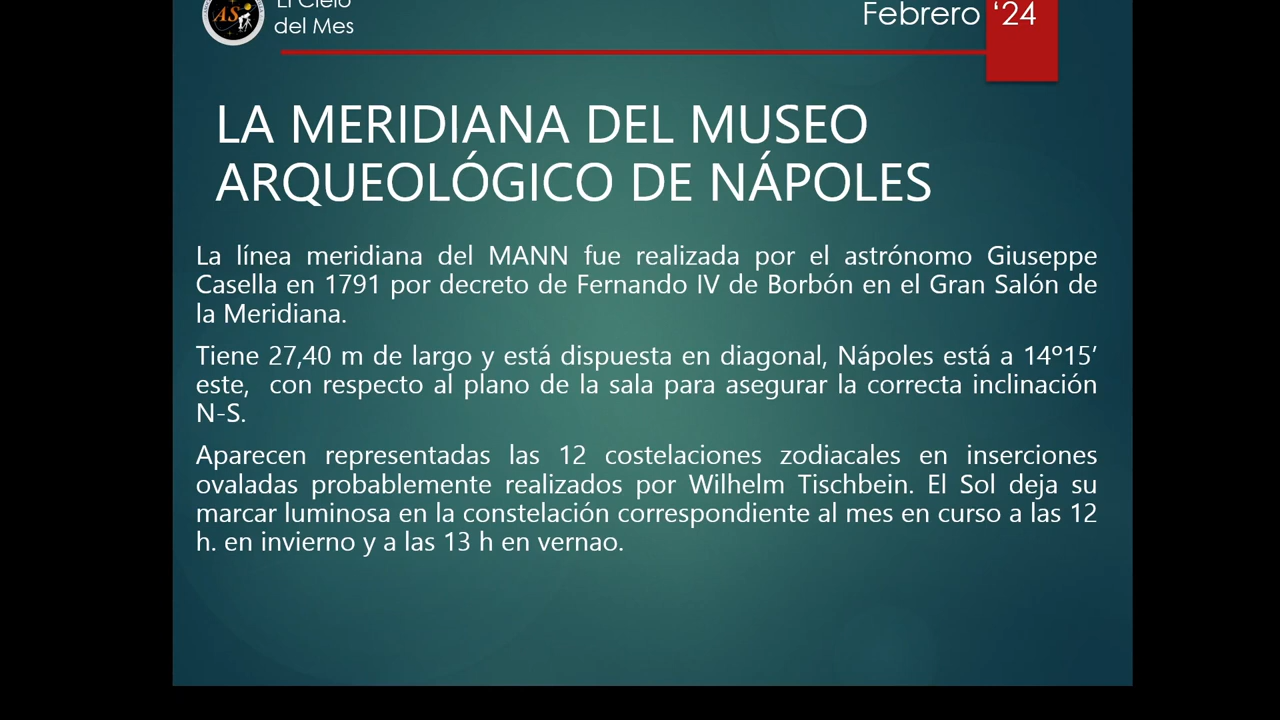 El Cielo
del Mes
Febrero ‘24
AS
LA MERIDIANA DEL MUSEO
ARQUEOLÓGICO DE NÁPOLES
La línea meridiana del MANN fue realizada por el astrónomo Giuseppe
Casella en 1791 por decreto de Fernando IV de Borbón en el Gran Salón de
la Meridiana.
Tiene 27,40 m de largo y está dispuesta en diagonal, Nápoles está a 14º15’
este, con respecto al plano de la sala para asegurar la correcta inclinación
N-S.
Aparecen representadas las 12 costelaciones zodiacales en inserciones
ovaladas probablemente realizados por Wilhelm Tischbein. El Sol deja su
marcar luminosa en la constelación correspondiente al mes en curso a las 12
h. en invierno y a las 13 h en vernao.